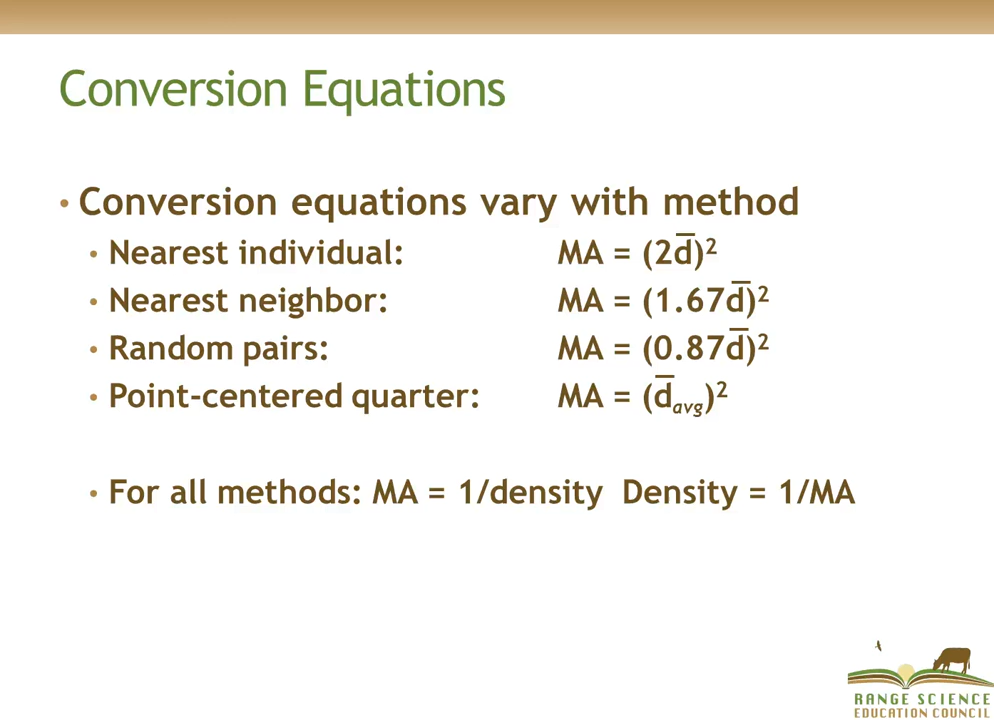 Conversion Equations
• Conversion equations vary with method
• Nearest individual: MA = (2d̅)²
• Nearest neighbor: MA = (1.67d̅)²
• Random pairs: MA = (0.87d̅)²
• Point-centered quarter: MA = (d̅avg)²
• For all methods: MA = 1/density Density = 1/MA
RANGE SCIENCE
EDUCATION COUNCIL